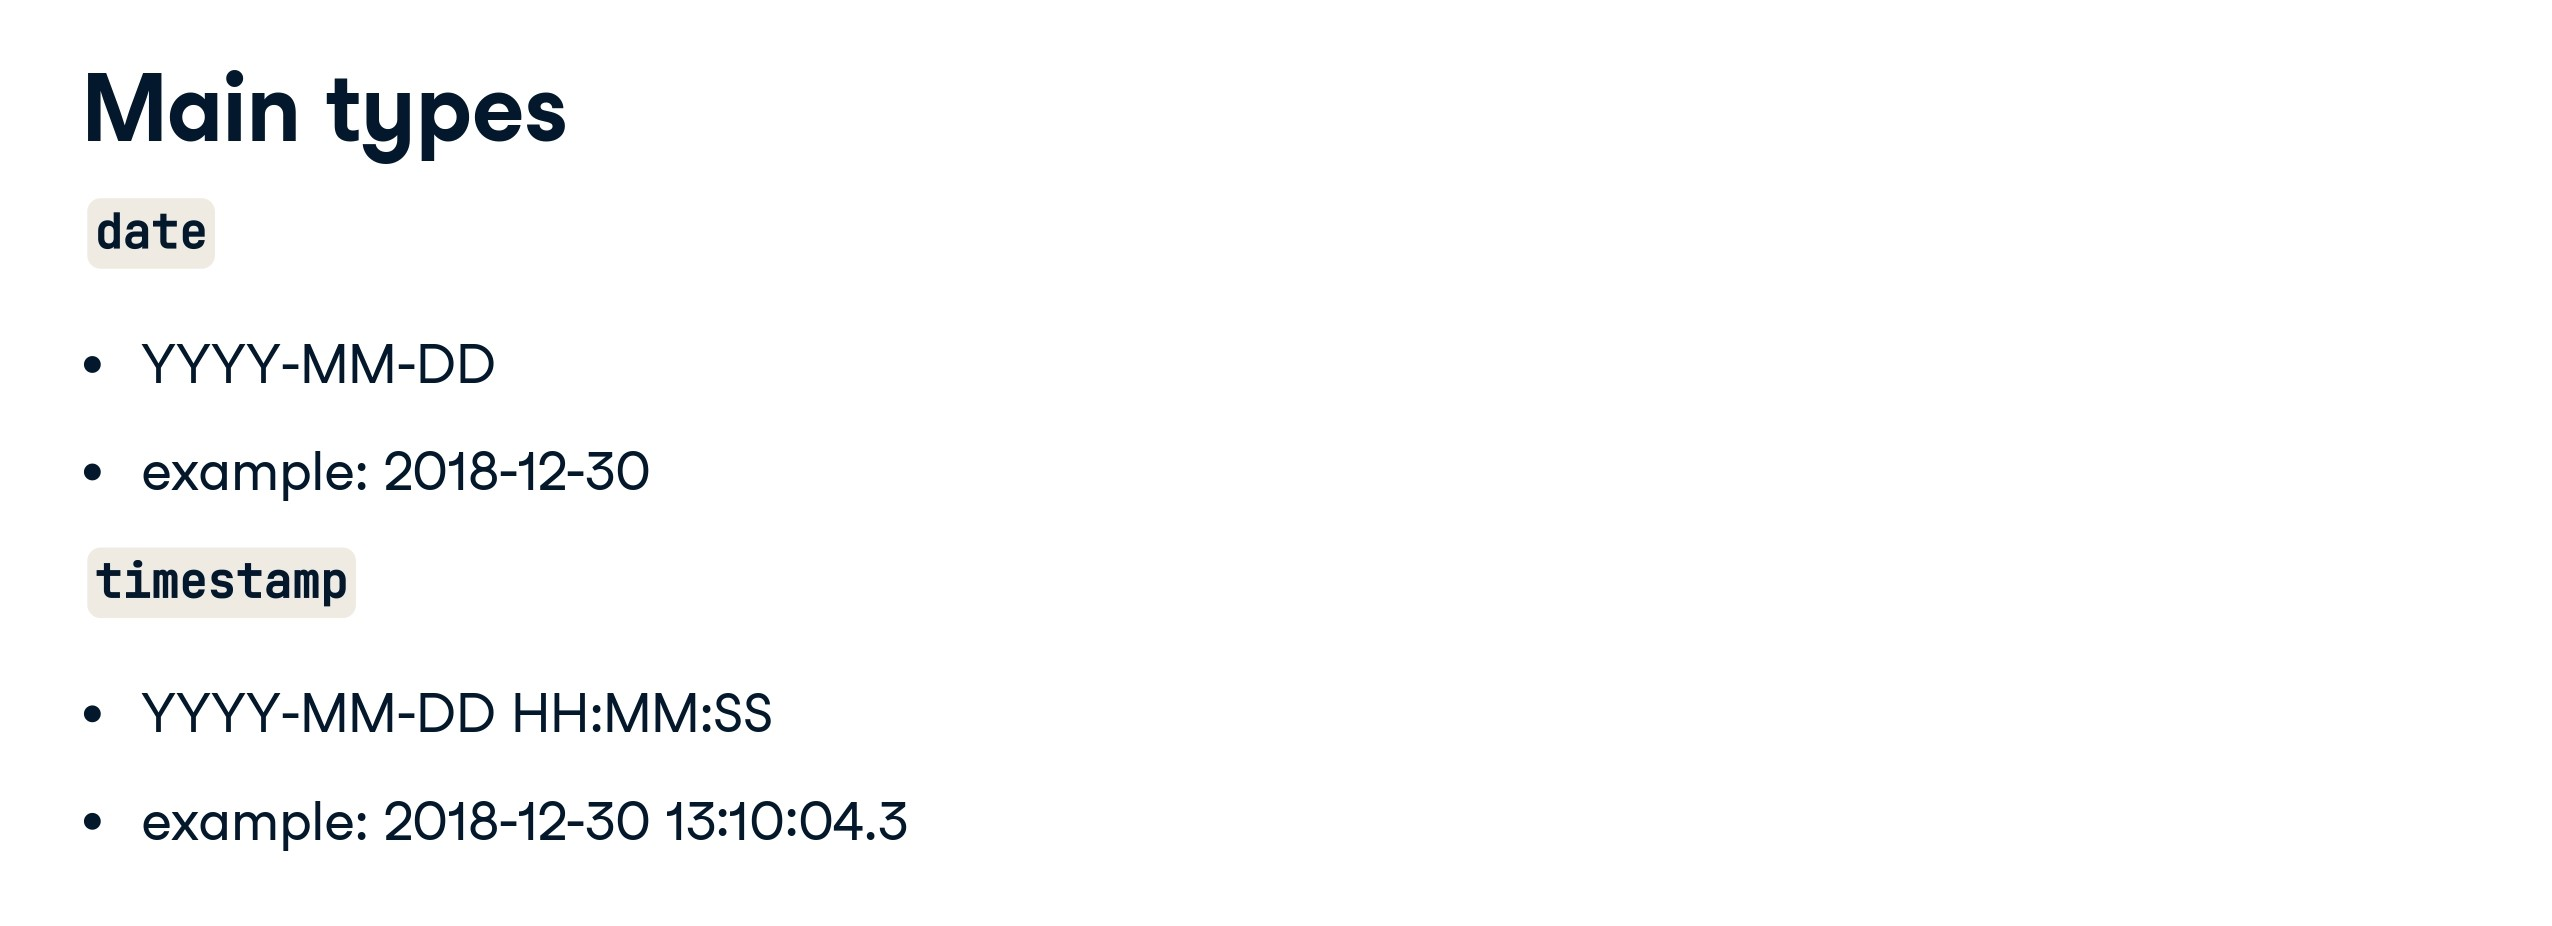 Main types
date
• YYYY-MM-DD
• example: 2018-12-30
timestamp
• YYYY-MM-DD HH:MM:SS
• example: 2018-12-30 13:10:04.3